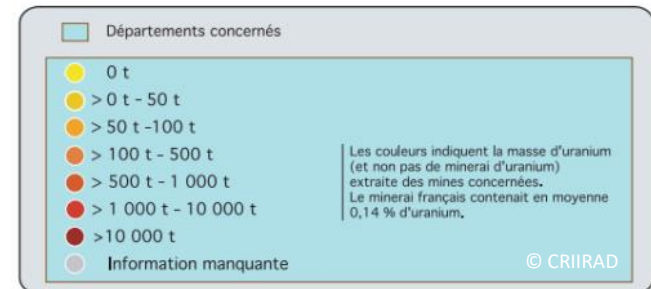 Départements concernés
0 t
> 0 t - 50 t
> 50 t -100 t
> 100 t - 500 t
> 500 t - 1 000 t
> 1 000 t - 10 000 t
>10 000 t
Information manquante
Les couleurs indiquent la masse d'uranium
(et non pas de minerai d'uranium)
extraite des mines concernées.
Le minerai français contenait en moyenne
0,14 % d'uranium.
© CRIIRAD